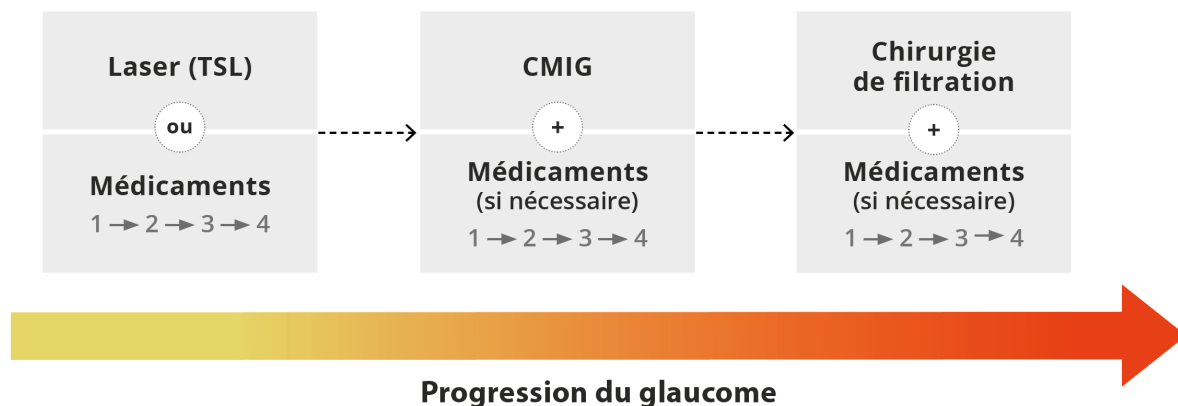 Laser (TSL)
ou
Médicaments
1 → 2 → 3 → 4
CMIG
+
Médicaments
(si nécessaire)
1 → 2 → 3 → 4
Chirurgie
de filtration
+
Médicaments
(si nécessaire)
1 → 2 → 3 → 4
Progression du glaucome